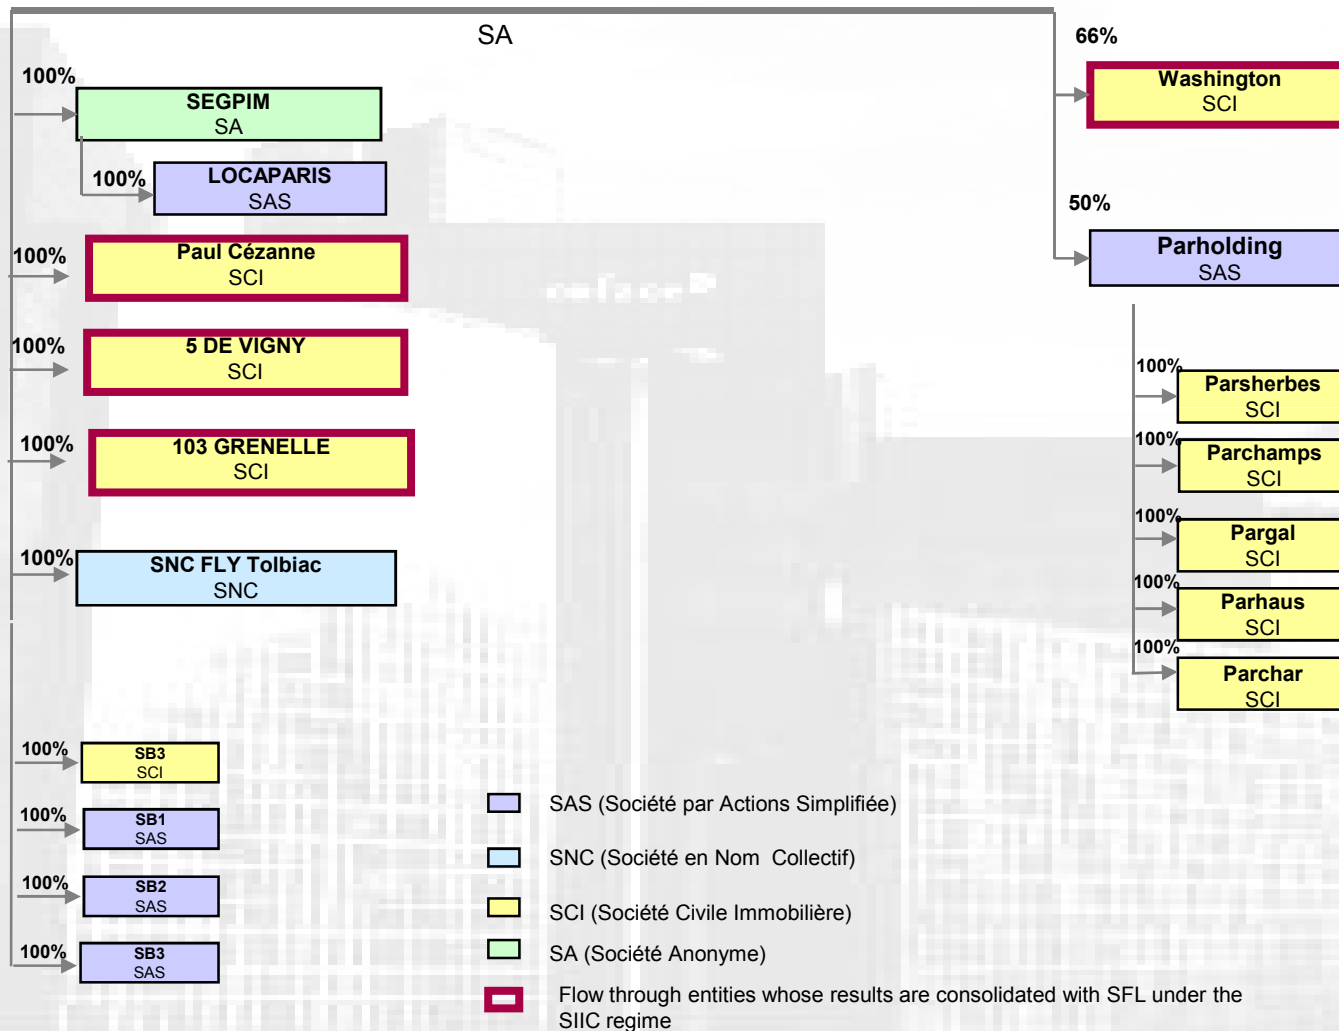 SA
66%
100%
Washington
SCI
SEGPIM
SA
100%
LOCAPARIS
SAS
50%
Parholding
SAS
100%
Paul Cézanne
SCI
100%
5 DE VIGNY
SCI
100%
103 GRENELLE
SCI
100%
SNC FLY Tolbiac
SNC
100%
Parsherbes
SCI
100%
Parchamps
SCI
100%
Pargal
SCI
100%
Parhaus
SCI
100%
Parchar
SCI
100%
SB3
SCI
100%
SB1
SAS
100%
SB2
SAS
100%
SB3
SAS
SAS (Société par Actions Simplifiée)
SNC (Société en Nom Collectif)
SCI (Société Civile Immobilière)
SA (Société Anonyme)
Flow through entities whose results are consolidated with SFL under the
SIIC regime